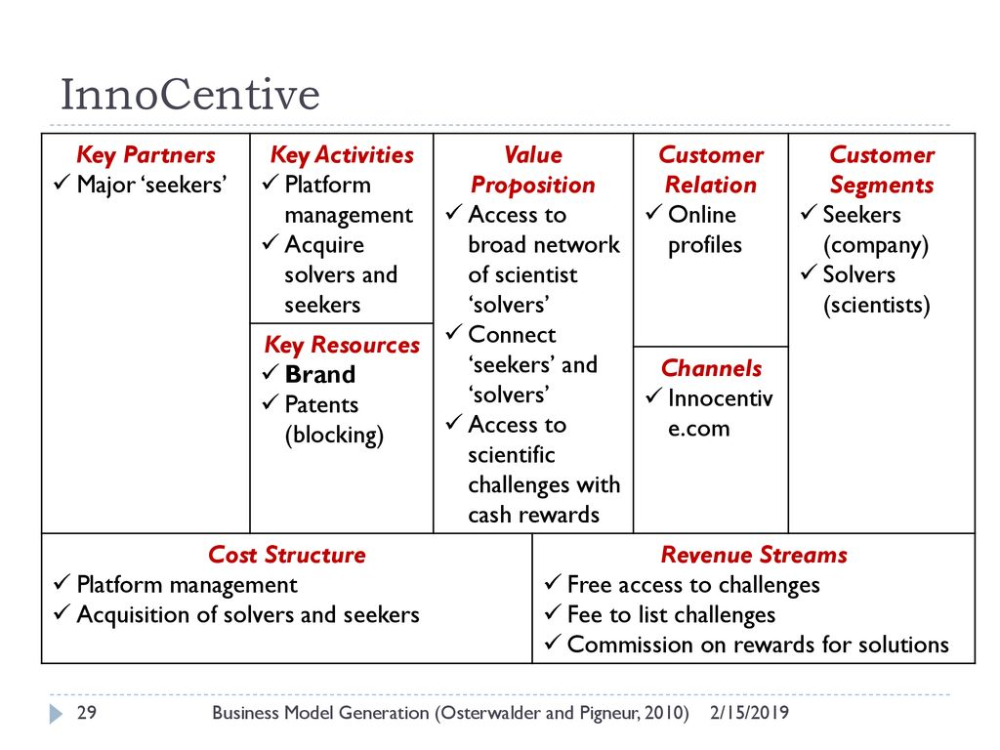 InnoCentive
Key Partners
✓ Major ‘seekers’
Key Activities
✓ Platform
management
✓ Acquire
solvers and
seekers
Key Resources
✓ Brand
✓ Patents
(blocking)
Value
Proposition
✓ Access to
broad network
of scientist
‘solvers’
✓ Connect
‘seekers’ and
‘solvers’
✓ Access to
scientific
challenges with
cash rewards
Customer
Relation
✓ Online
profiles
Channels
✓ Innocentiv
e.com
Customer
Segments
✓ Seekers
(company)
✓ Solvers
(scientists)
Cost Structure
✓ Platform management
✓ Acquisition of solvers and seekers
Revenue Streams
✓ Free access to challenges
✓ Fee to list challenges
✓ Commission on rewards for solutions
29 Business Model Generation (Osterwalder and Pigneur, 2010) 2/15/2019